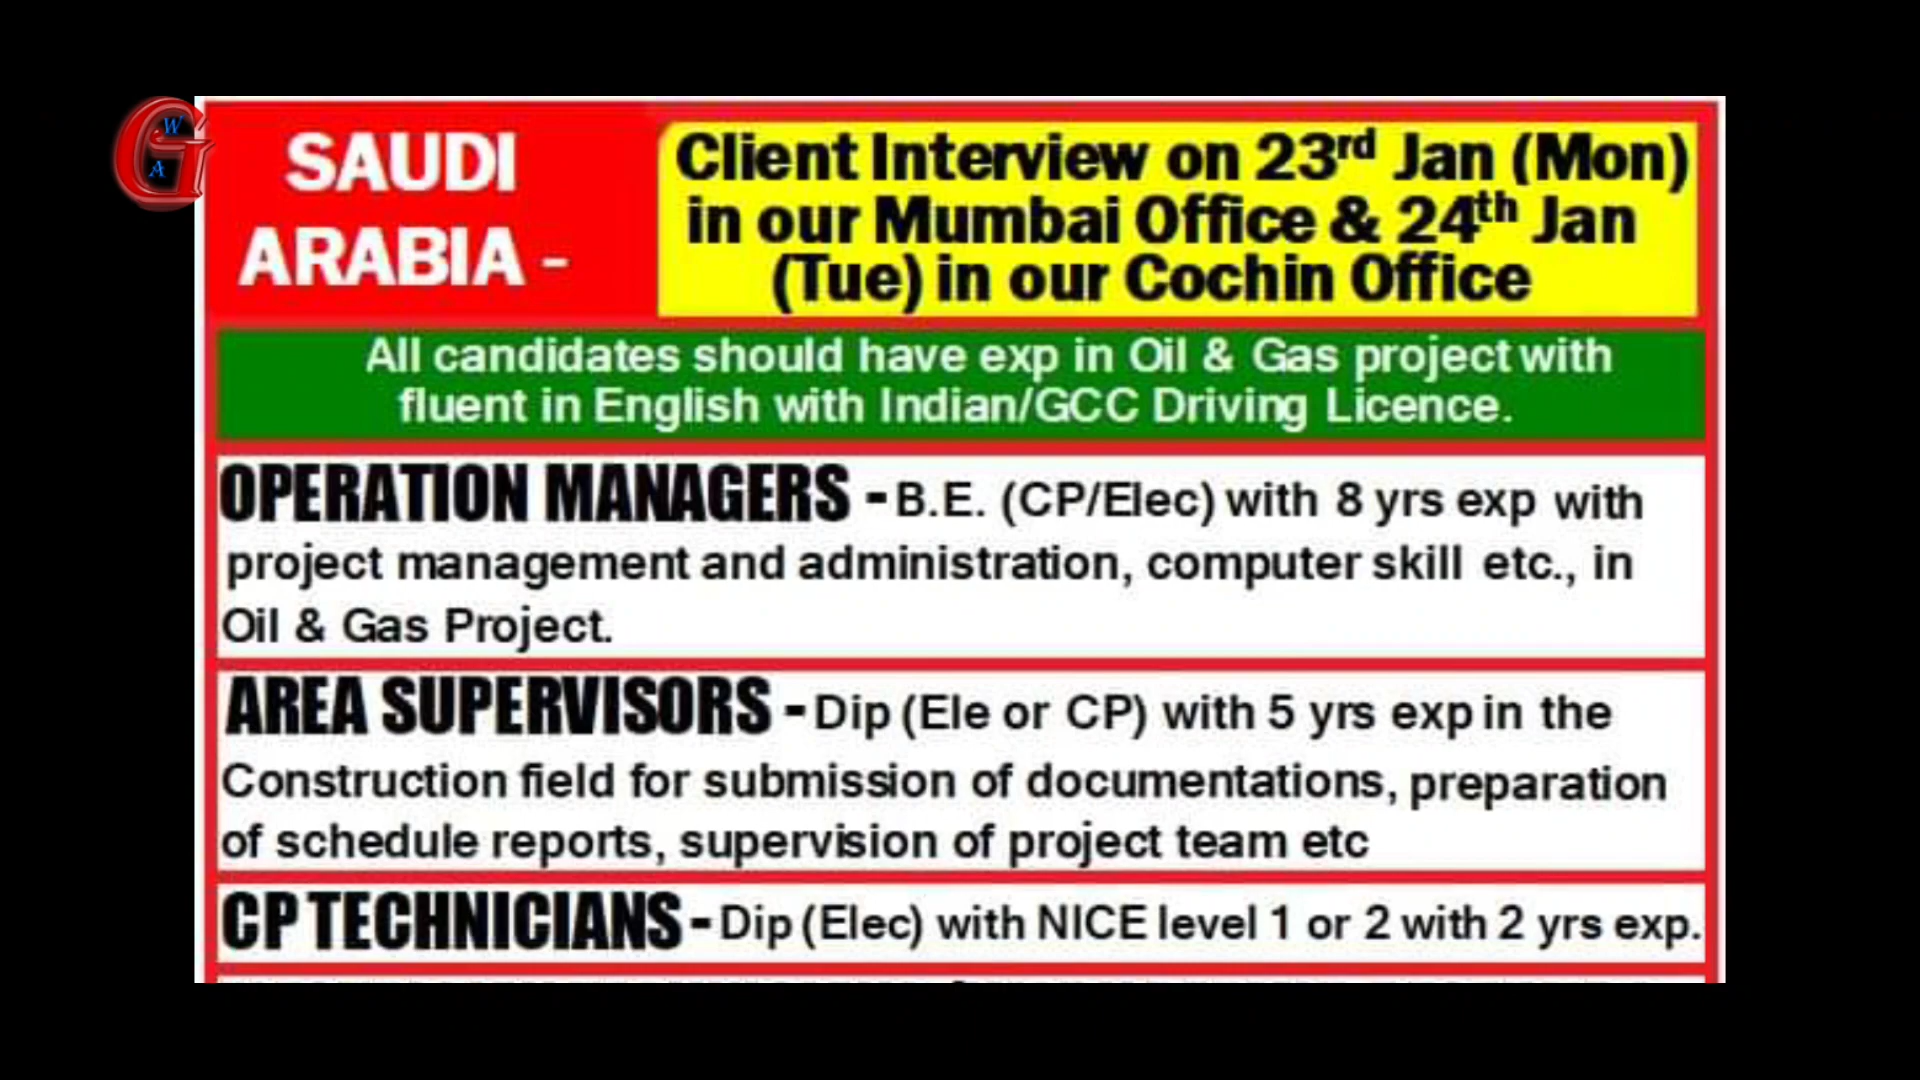 W
G
A
SAUDI
ARABIA -
Client Interview on 23rd Jan (Mon)
in our Mumbai Office & 24th Jan
(Tue) in our Cochin Office
All candidates should have exp in Oil & Gas project with
fluent in English with Indian/GCC Driving Licence.
OPERATION MANAGERS - B.E. (CP/Elec) with 8 yrs exp with
project management and administration, computer skill etc., in
Oil & Gas Project.
AREA SUPERVISORS - Dip (Ele or CP) with 5 yrs exp in the
Construction field for submission of documentations, preparation
of schedule reports, supervision of project team etc
CP TECHNICIANS - Dip (Elec) with NICE level 1 or 2 with 2 yrs exp.